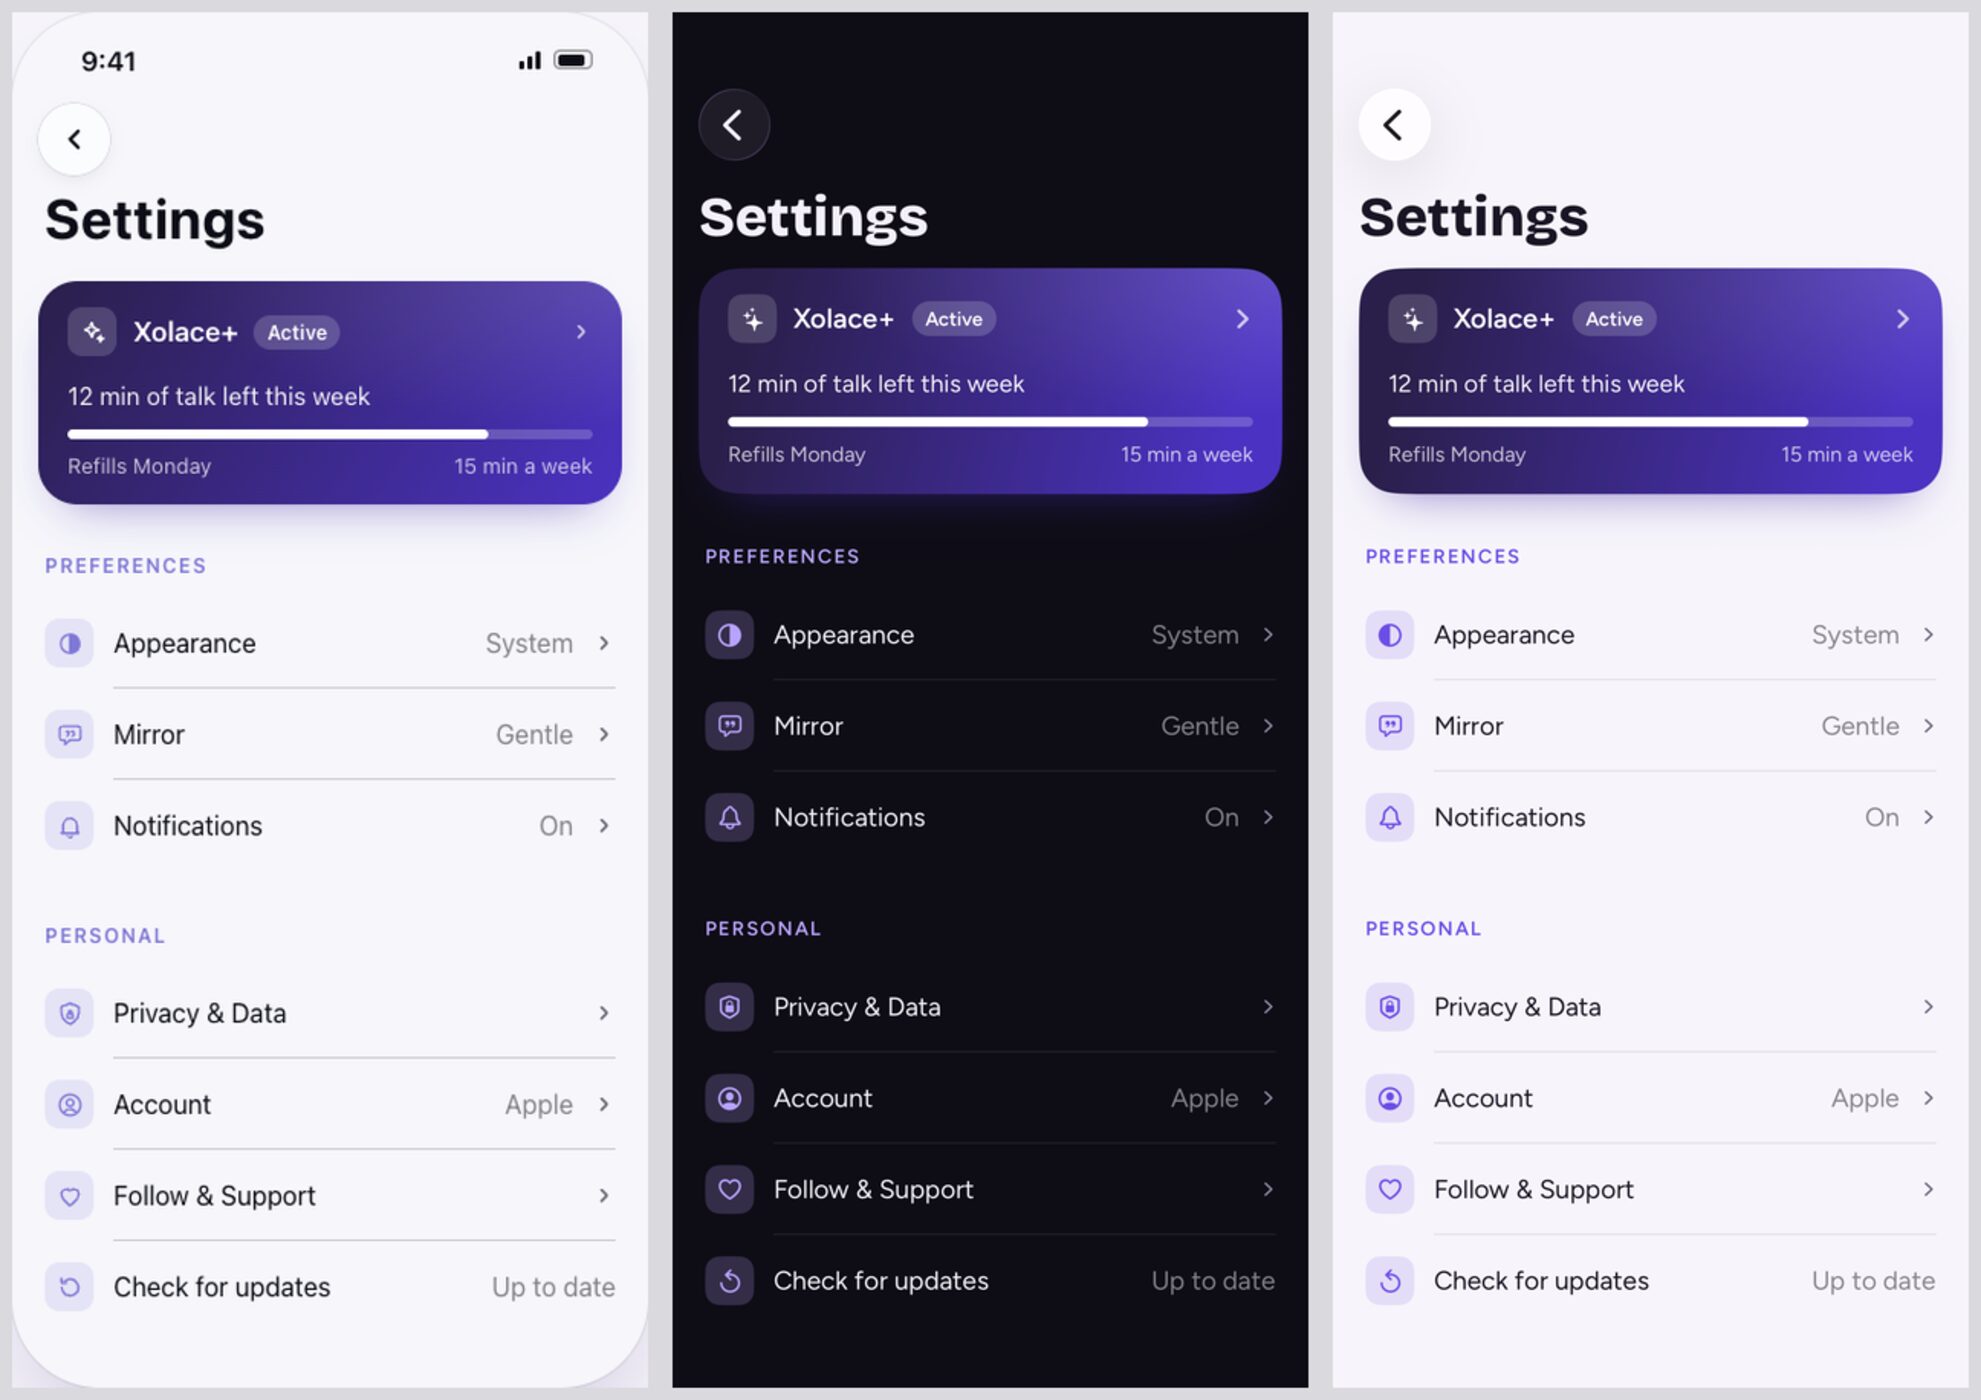 9:41
Settings
Xolace+ Active
12 min of talk left this week
Refills Monday 15 min a week
PREFERENCES
Appearance System
Mirror Gentle
Notifications On
PERSONAL
Privacy & Data
Account Apple
Follow & Support
Check for updates Up to date
Settings
Xolace+ Active
12 min of talk left this week
Refills Monday 15 min a week
PREFERENCES
Appearance System
Mirror Gentle
Notifications On
PERSONAL
Privacy & Data
Account Apple
Follow & Support
Check for updates Up to date
Settings
Xolace+ Active
12 min of talk left this week
Refills Monday 15 min a week
PREFERENCES
Appearance System
Mirror Gentle
Notifications On
PERSONAL
Privacy & Data
Account Apple
Follow & Support
Check for updates Up to date